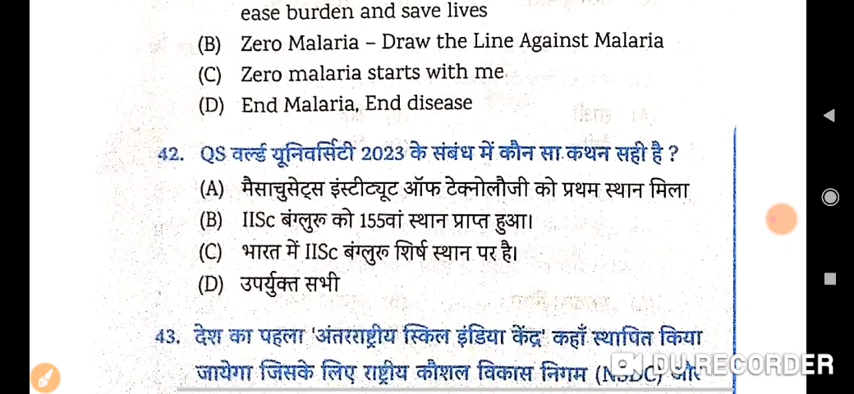 ease burden and save lives
(B) Zero Malaria – Draw the Line Against Malaria
(C) Zero malaria starts with me
(D) End Malaria, End disease
42. QS वर्ल्ड यूनिवर्सिटी 2023 के संबंध में कौन सा कथन सही है ?
(A) मैसाचुसेट्स इंस्टीट्यूट ऑफ टेक्नोलौजी को प्रथम स्थान मिला
(B) IISc बंग्लुरू को 155वां स्थान प्राप्त हुआ।
(C) भारत में IISc बंग्लुरू शिर्ष स्थान पर है।
(D) उपर्युक्त सभी
43. देश का पहला 'अंतरराष्ट्रीय स्किल इंडिया केंद्र' कहाँ स्थापित किया
जायेगा जिसके लिए राष्ट्रीय कौशल विकास निगम (NSDC) और
DU RECORDER